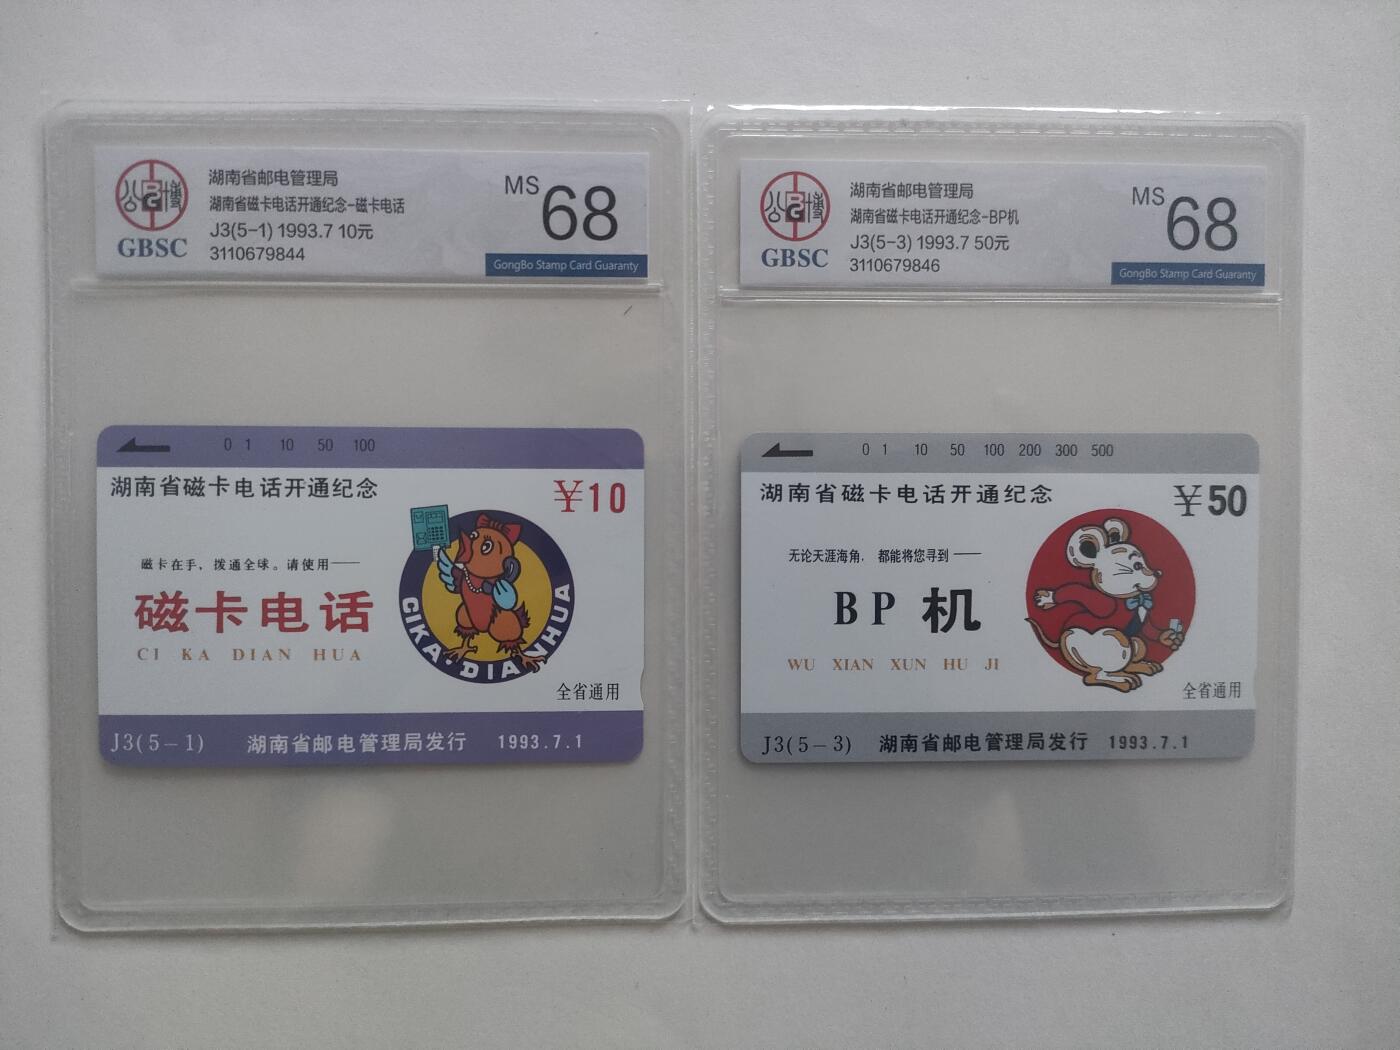 湖南省邮电管理局
湖南省磁卡电话开通纪念-磁卡电话
J3(5-1) 1993.7 10元
3110679844
GBSC
MS 68
GongBo Stamp Card Guaranty
0 1 10 50 100
湖南省磁卡电话开通纪念
¥10
磁卡在手，拨通全球。请使用——
磁卡电话
CI KA DIAN HUA
CIKA·DIANHUA
全省通用
J3(5-1) 湖南省邮电管理局发行 1993.7.1
湖南省邮电管理局
湖南省磁卡电话开通纪念-BP机
J3(5-3) 1993.7 50元
3110679846
GBSC
MS 68
GongBo Stamp Card Guaranty
0 1 10 50 100 200 300 500
湖南省磁卡电话开通纪念
¥50
无论天涯海角，都能将您寻到——
BP机
WU XIAN XUN HU JI
全省通用
J3(5-3) 湖南省邮电管理局发行 1993.7.1